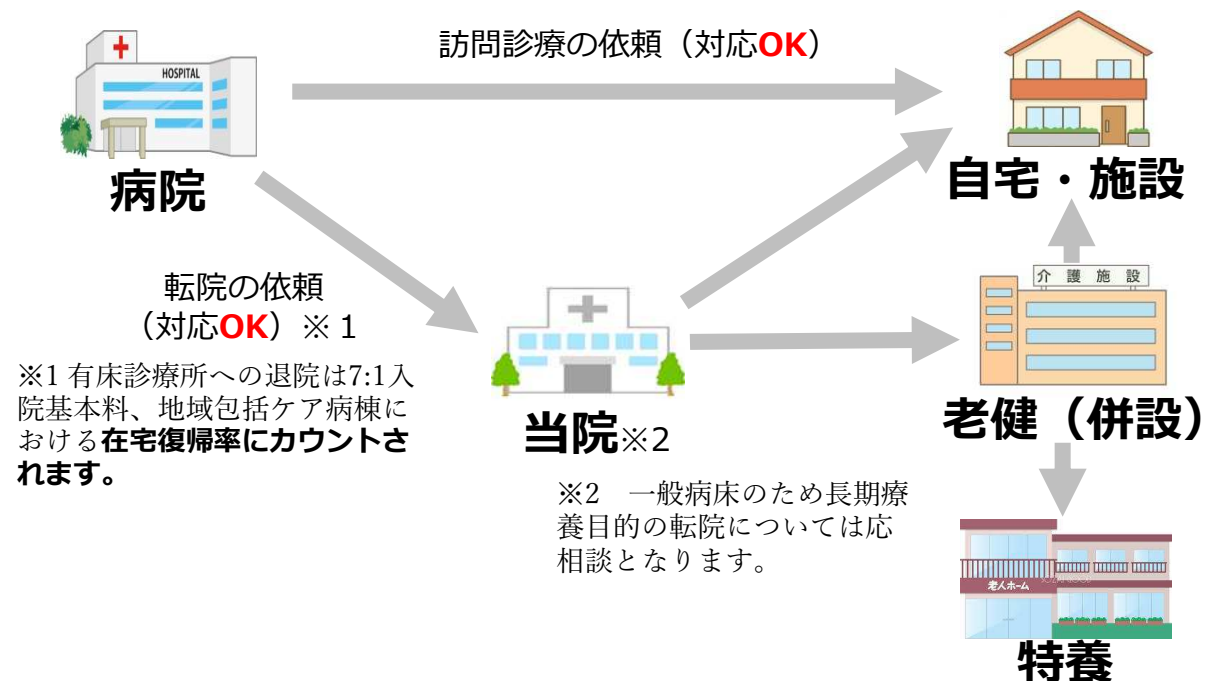 訪問診療の依頼（対応OK）
HOSPITAL
病院
自宅・施設
転院の依頼
（対応OK）※１
※1 有床診療所への退院は7:1入
院基本料、地域包括ケア病棟に
おける在宅復帰率にカウントさ
れます。
当院※2
※2　一般病床のため長期療
養目的の転院については応
相談となります。
介護施設
老健（併設）
老人ホーム
特養